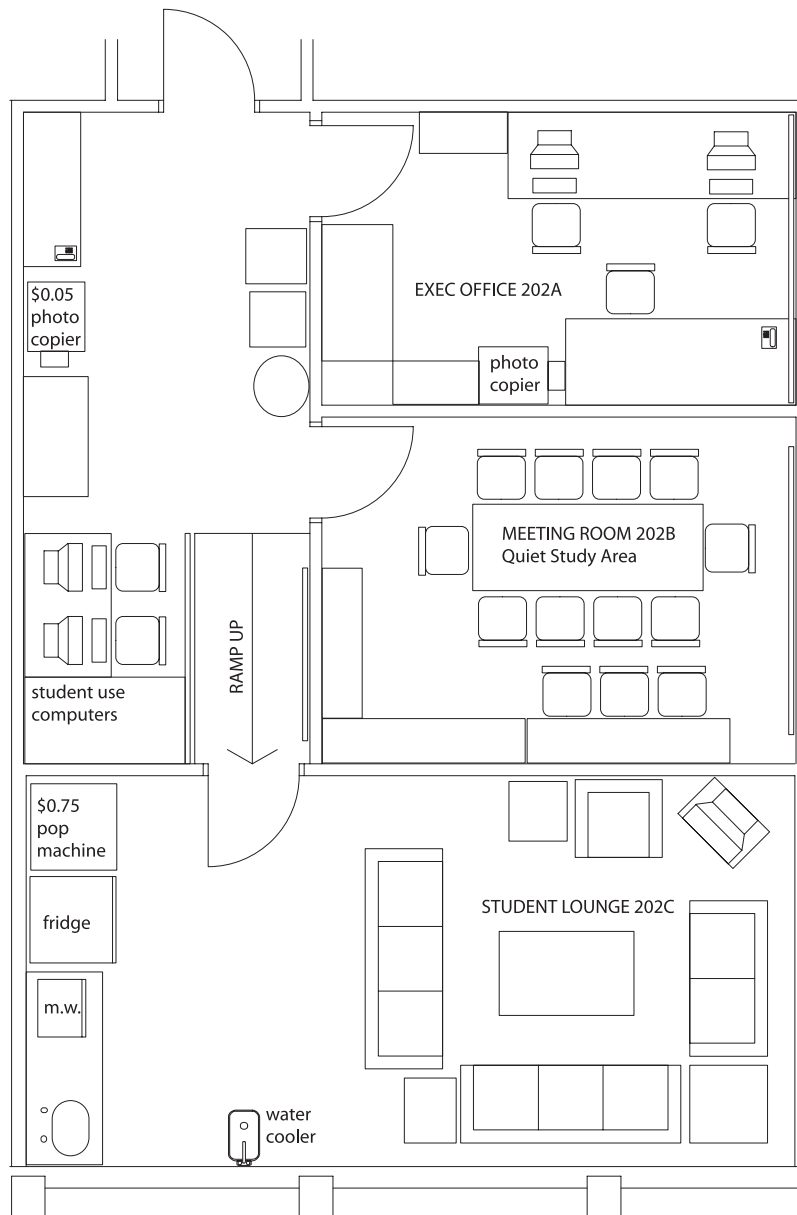 $0.05
photo
copier
EXEC OFFICE 202A
photo
copier
MEETING ROOM 202B
Quiet Study Area
RAMP UP
student use
computers
$0.75
pop
machine
fridge
STUDENT LOUNGE 202C
m.w.
water
cooler